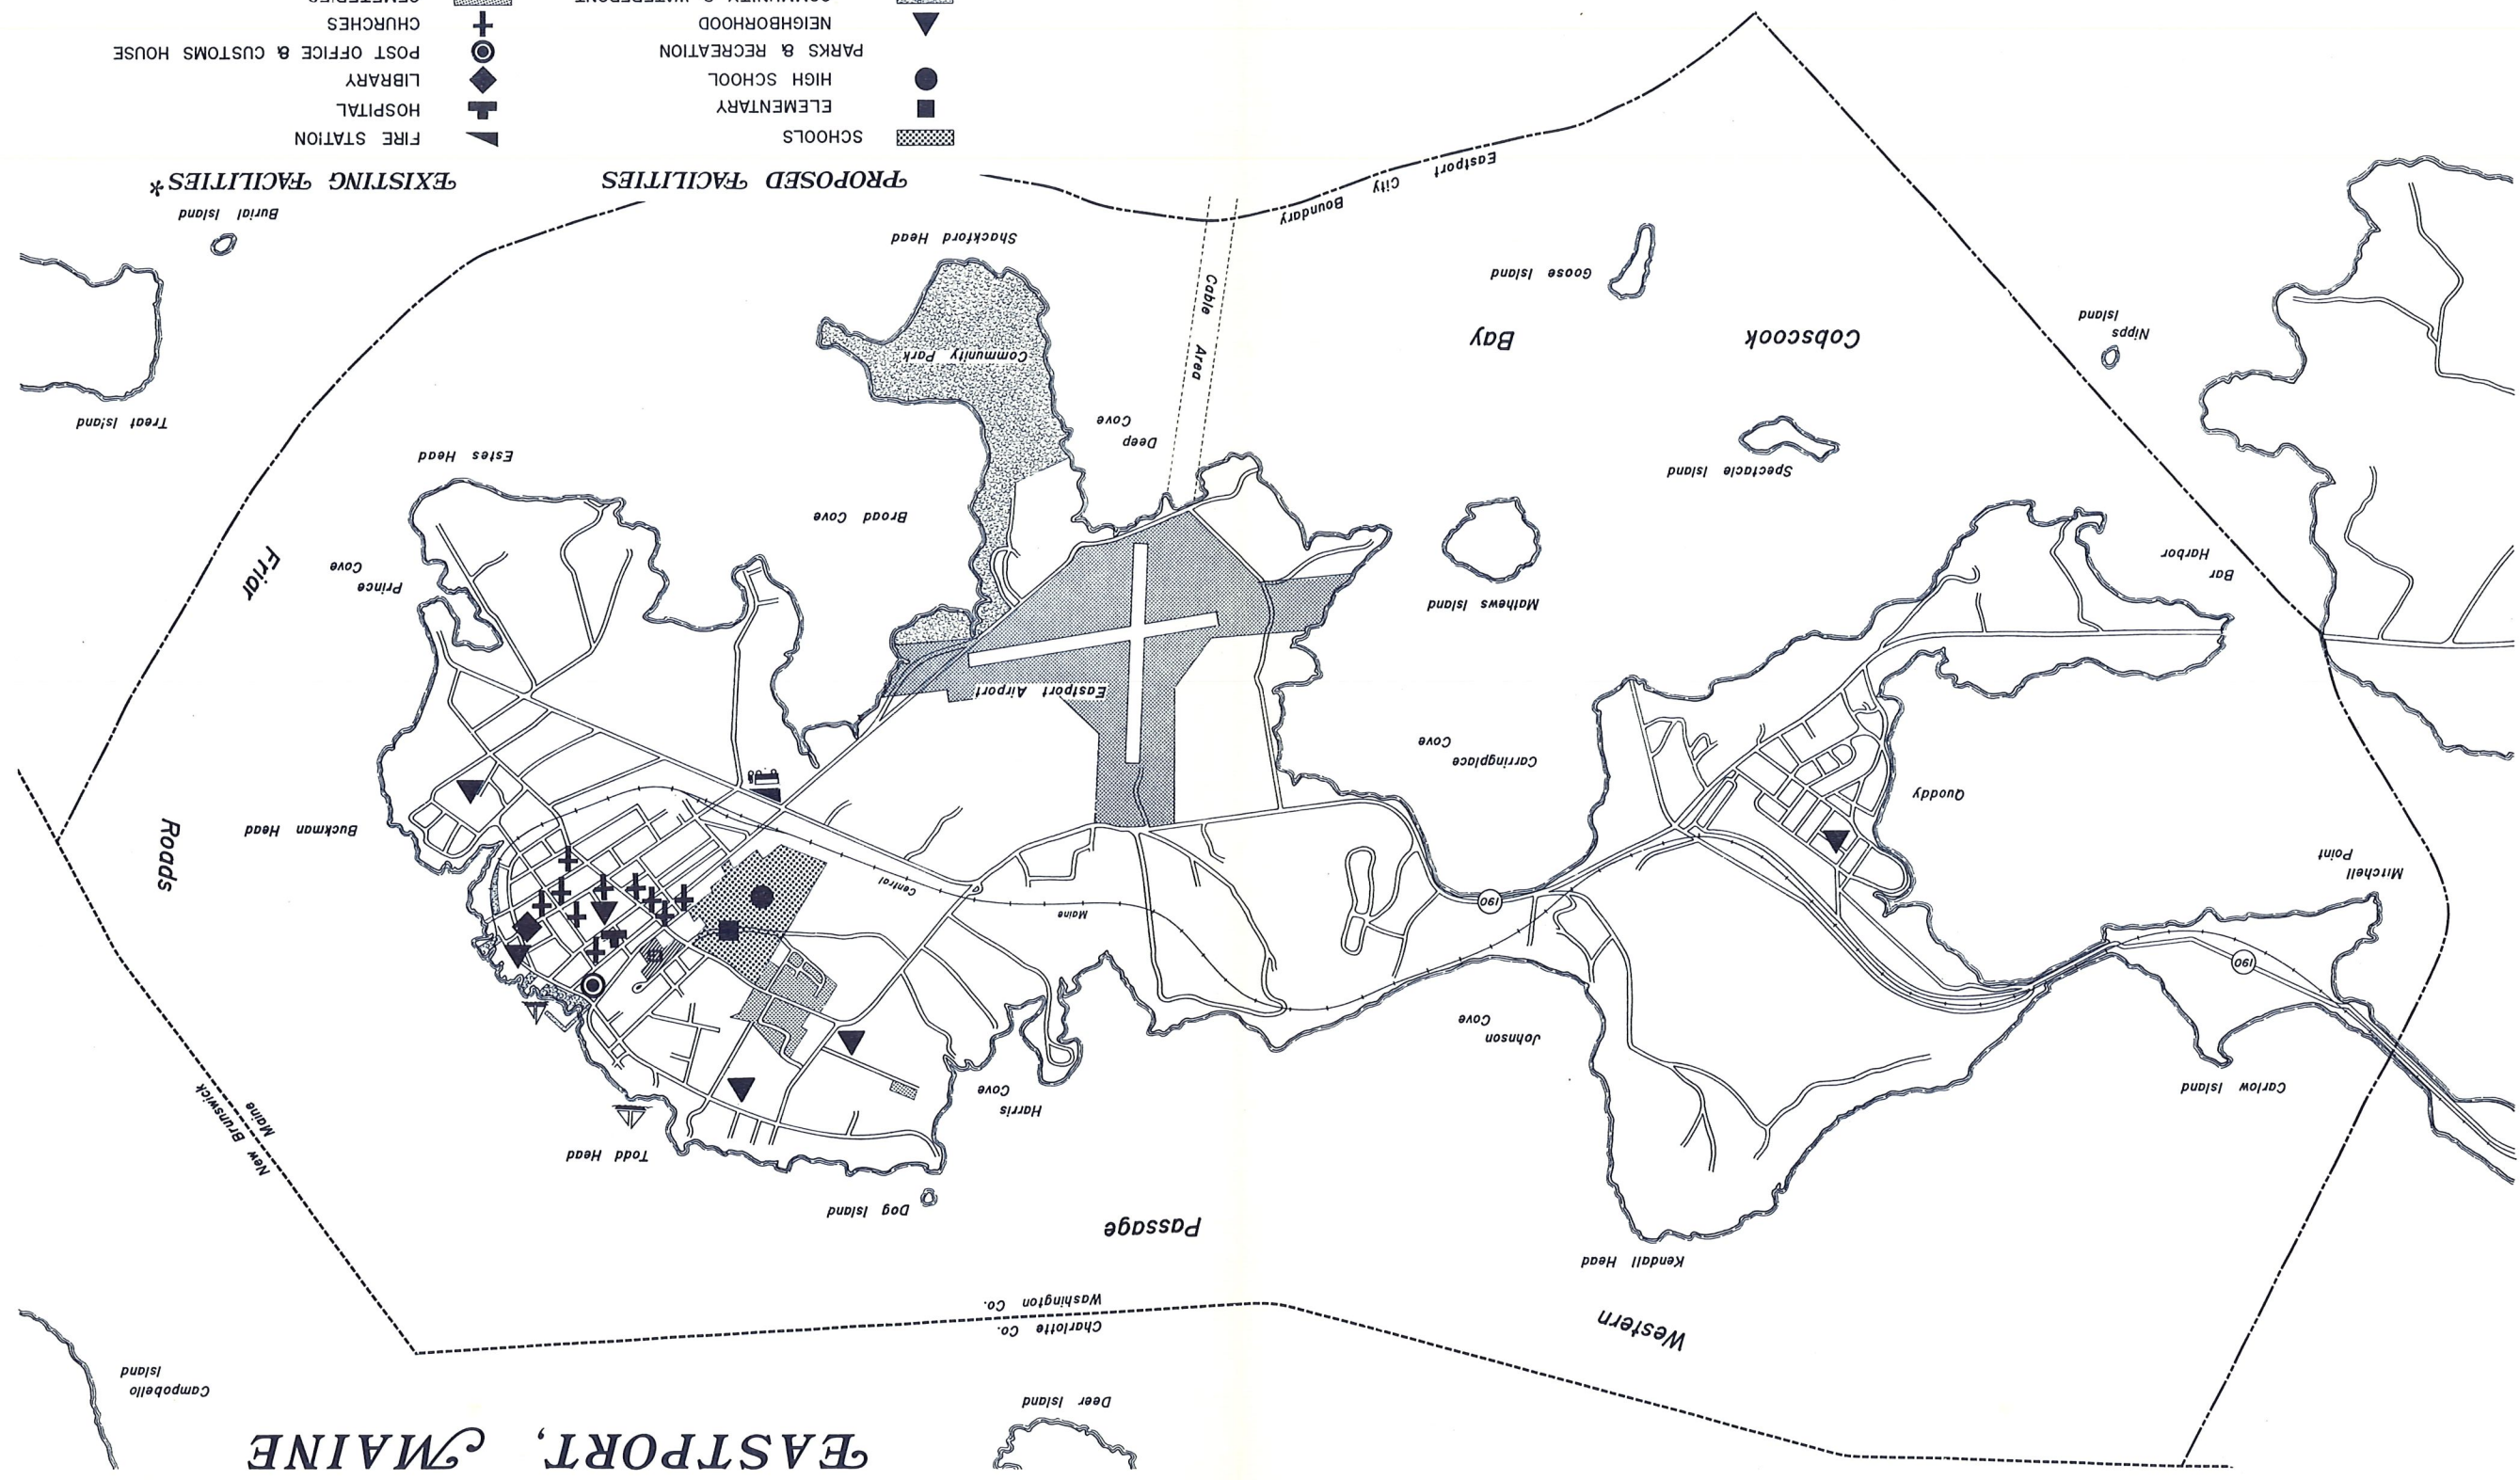 EASTPORT, MAINE
Deer Island
Campobello
Island
Charlotte Co.
Washington Co.
Western
Passage
Kendall Head
Dog Island
Todd Head
New Brunswick
Maine
Harris
Cove
Carlow Island
Johnson
Cove
190
190
Mitchell
Point
Maine
Central
Roads
Buckman Head
Quoddy
Carringplace
Cove
Eastport Airport
Mathews Island
Bar
Harbor
Prince
Cove
Friar
Broad Cove
Estes Head
Spectacle Island
Deep
Cove
Treat Island
Community Park
Cobscook
Bay
Nipps
Island
Cable Area
Goose Island
Shackford Head
Burial Island
Eastport City Boundary
PROPOSED FACILITIES
SCHOOLS
ELEMENTARY
HIGH SCHOOL
PARKS & RECREATION
NEIGHBORHOOD
COMMUNITY & WATERFRONT
EXISTING FACILITIES*
FIRE STATION
HOSPITAL
LIBRARY
POST OFFICE & CUSTOMS HOUSE
CHURCHES
CEMETERIES